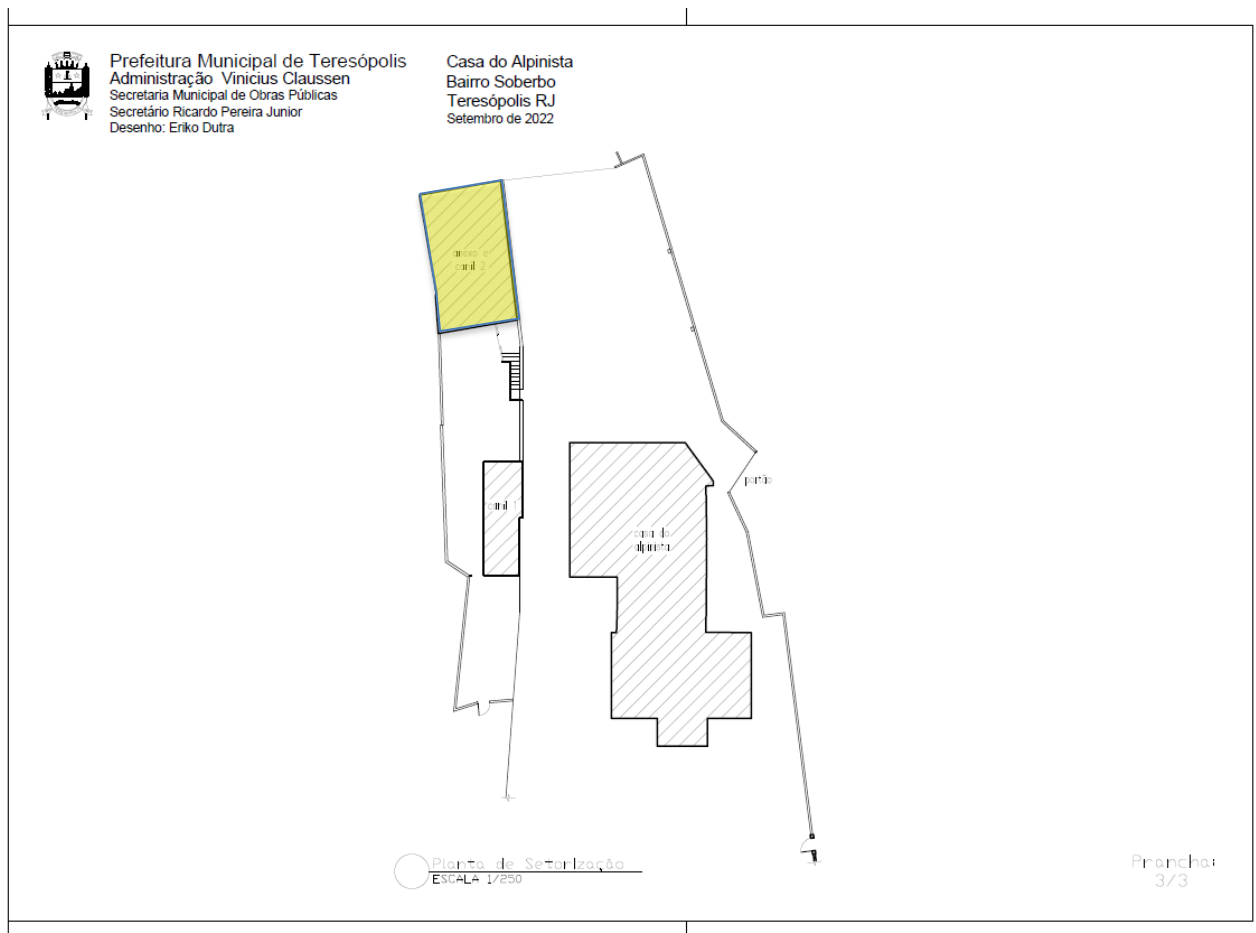 Prefeitura Municipal de Teresópolis
Administração Vinicius Claussen
Secretaria Municipal de Obras Públicas
Secretário Ricardo Pereira Junior
Desenho: Eriko Dutra
Casa do Alpinista
Bairro Soberbo
Teresópolis RJ
Setembro de 2022
anexo e
canil 2
canil 1
portão
casa do
alpinista
Planta de Setorização
ESCALA 1/250
Prancha:
3/3